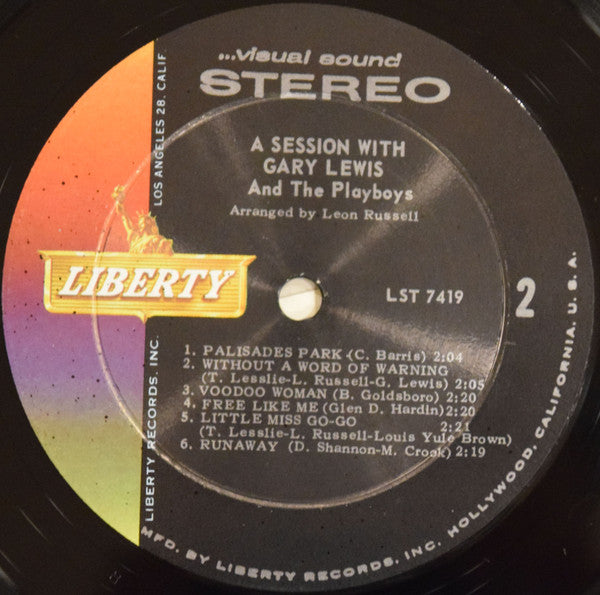 ...visual sound
STEREO
A SESSION WITH
GARY LEWIS
And The Playboys
Arranged by Leon Russell
LIBERTY
LST 7419
2
1. PALISADES PARK (C. Barris) 2:04
2. WITHOUT A WORD OF WARNING
(T. Lesslie-L. Russell-G. Lewis) 2:05
3. VOODOO WOMAN (B. Goldsboro) 2:20
4. FREE LIKE ME (Glen D. Hardin) 2:20
5. LITTLE MISS GO-GO 2:21
(T. Lesslie-L. Russell-Louis Yule Brown)
6. RUNAWAY (D. Shannon-M. Crook) 2:19
LIBERTY RECORDS, INC. LOS ANGELES 28, CALIF
MFD. BY LIBERTY RECORDS, INC. HOLLYWOOD, CALIFORNIA, U. S. A.